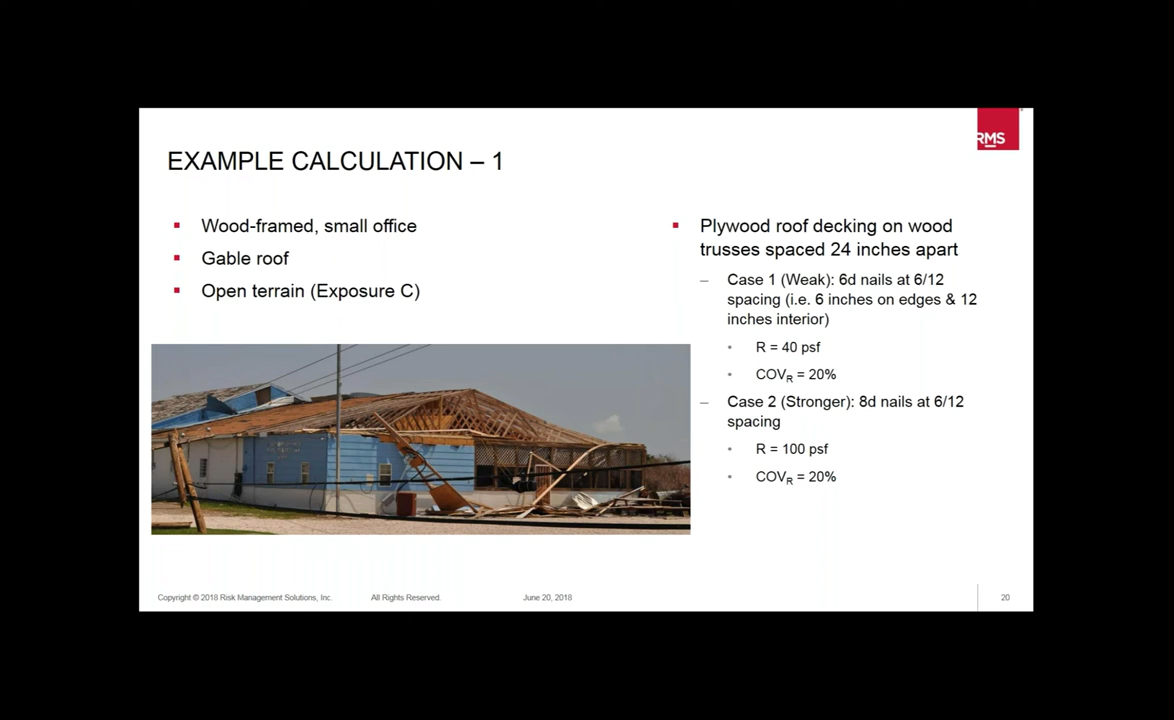 RMS
EXAMPLE CALCULATION – 1
Wood-framed, small office
Gable roof
Open terrain (Exposure C)
Plywood roof decking on wood
trusses spaced 24 inches apart
– Case 1 (Weak): 6d nails at 6/12
spacing (i.e. 6 inches on edges & 12
inches interior)
R = 40 psf
COVR = 20%
– Case 2 (Stronger): 8d nails at 6/12
spacing
R = 100 psf
COVR = 20%
Copyright © 2018 Risk Management Solutions, Inc. All Rights Reserved. June 20, 2018 20